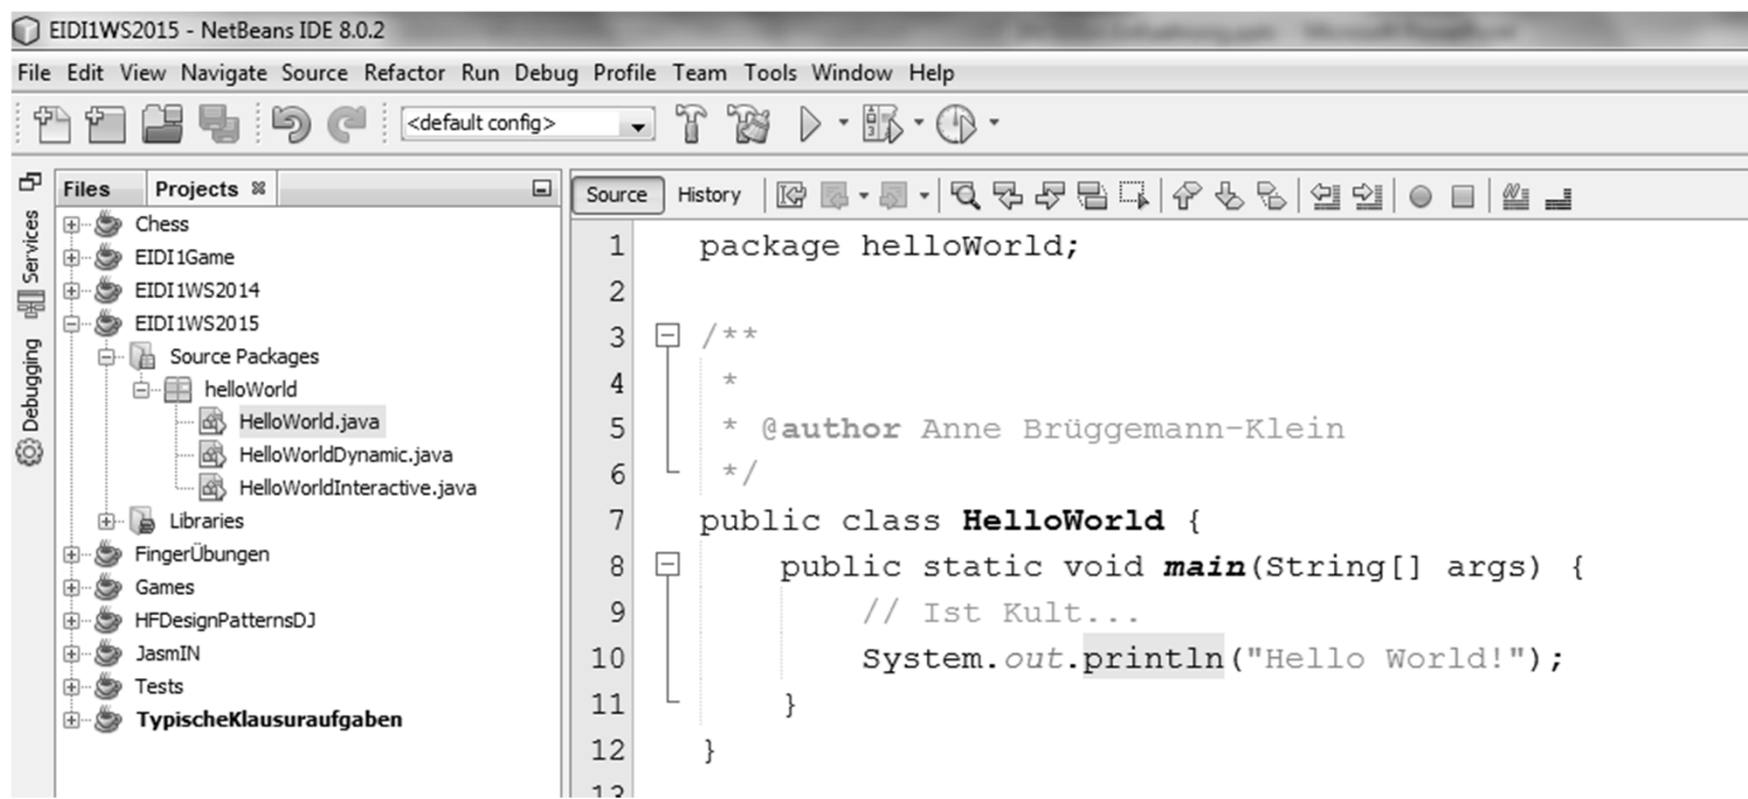 EIDI1WS2015 - NetBeans IDE 8.0.2
File Edit View Navigate Source Refactor Run Debug Profile Team Tools Window Help
<default config>
Services
Debugging
Files Projects
Chess
EIDI1Game
EIDI1WS2014
EIDI1WS2015
Source Packages
helloWorld
HelloWorld.java
HelloWorldDynamic.java
HelloWorldInteractive.java
Libraries
FingerÜbungen
Games
HFDesignPatternsDJ
JasmIN
Tests
TypischeKlausuraufgaben
Source History
1 package helloWorld;
2
3 /**
4 *
5 * @author Anne Brüggemann-Klein
6 */
7 public class HelloWorld {
8 public static void main(String[] args) {
9 // Ist Kult...
10 System.out.println("Hello World!");
11 }
12 }
13